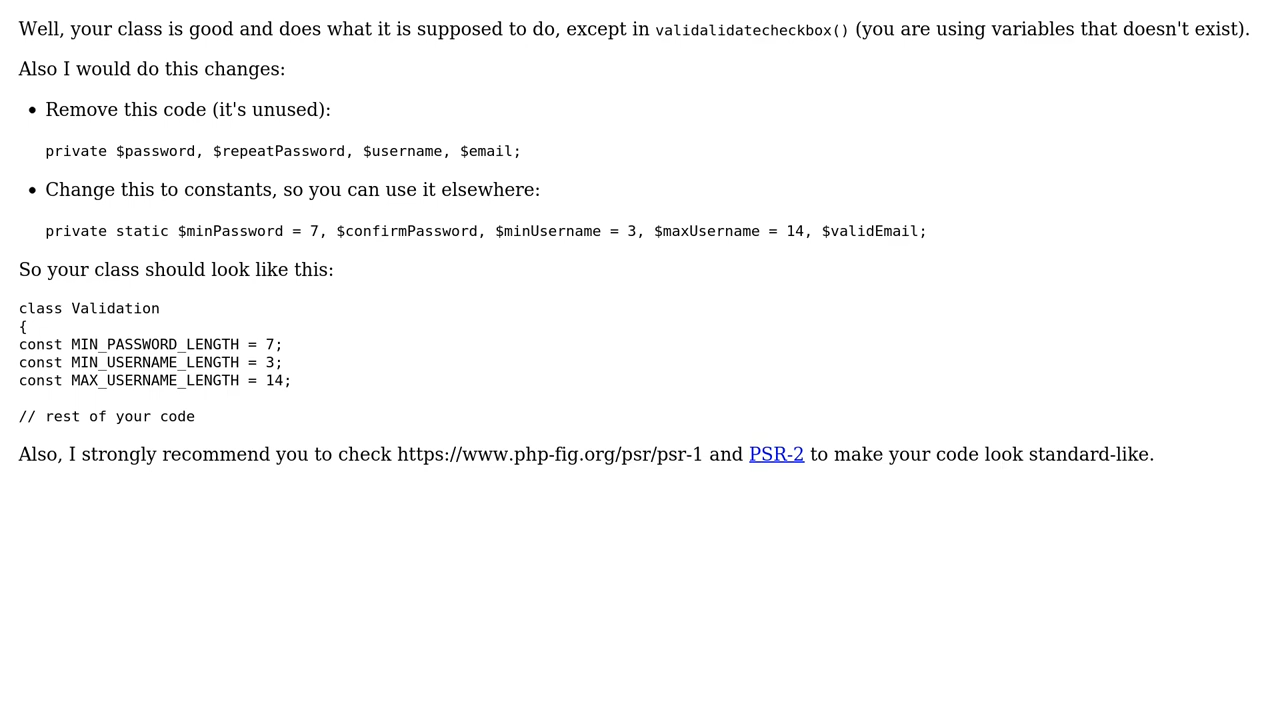 Well, your class is good and does what it is supposed to do, except in validalidatecheckbox() (you are using variables that doesn't exist).
Also I would do this changes:
• Remove this code (it's unused):
private $password, $repeatPassword, $username, $email;
• Change this to constants, so you can use it elsewhere:
private static $minPassword = 7, $confirmPassword, $minUsername = 3, $maxUsername = 14, $validEmail;
So your class should look like this:
class Validation
{
const MIN_PASSWORD_LENGTH = 7;
const MIN_USERNAME_LENGTH = 3;
const MAX_USERNAME_LENGTH = 14;
// rest of your code
Also, I strongly recommend you to check https://www.php-fig.org/psr/psr-1 and PSR-2 to make your code look standard-like.